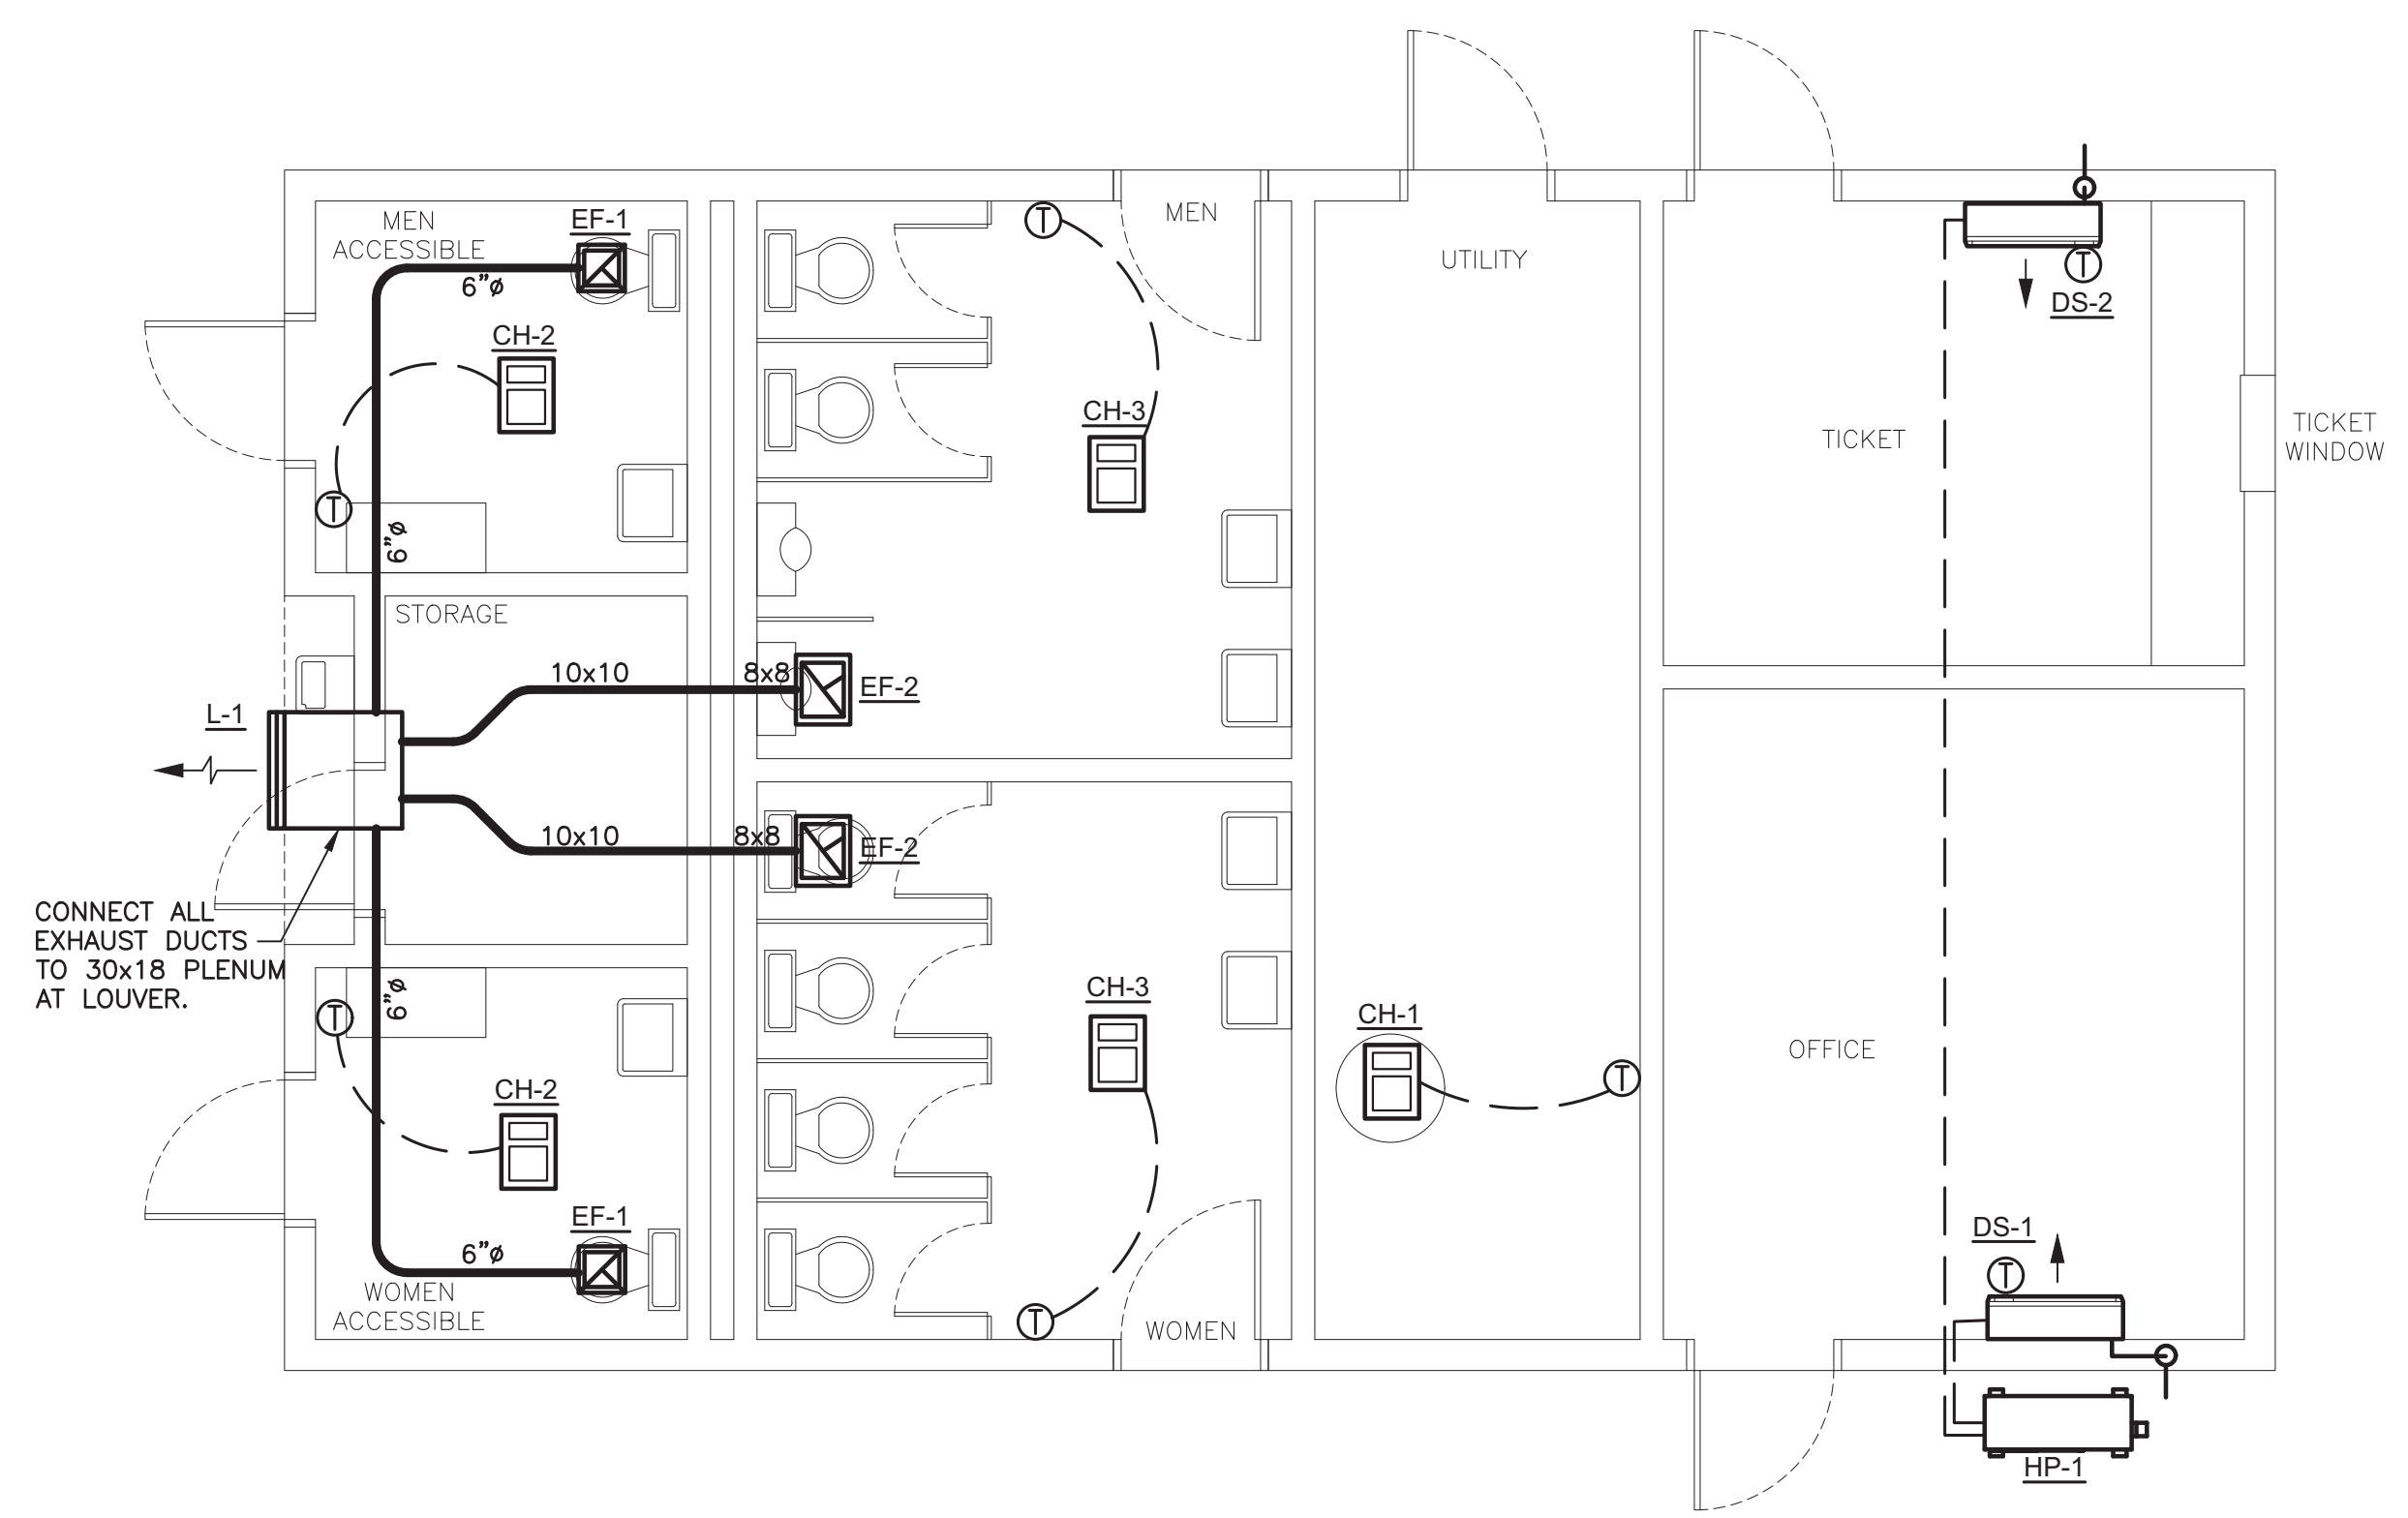 MEN
ACCESSIBLE
EF-1
6"ø
CH-2
T
6"ø
STORAGE
T
MEN
CH-3
UTILITY
T
DS-2
TICKET
TICKET
WINDOW
10x10
8x8
EF-2
L-1
10x10
8x8
EF-2
CONNECT ALL
EXHAUST DUCTS
TO 30x18 PLENUM
AT LOUVER.
6"ø
T
CH-2
EF-1
6"ø
WOMEN
ACCESSIBLE
CH-3
T
WOMEN
CH-1
T
OFFICE
DS-1
T
HP-1